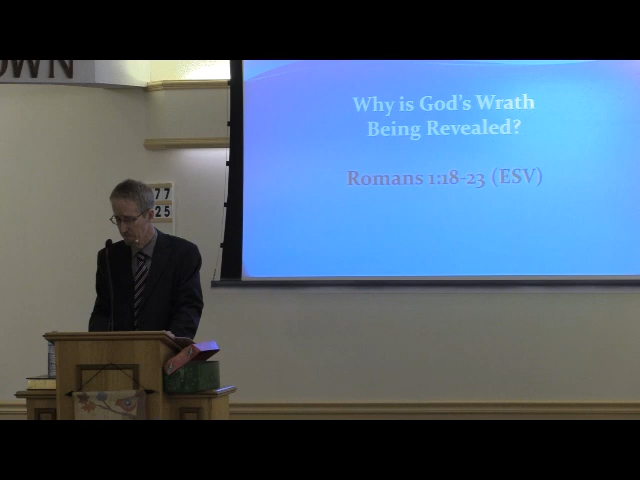 OWN
Why is God's Wrath
Being Revealed?
Romans 1:18-23 (ESV)
77
25